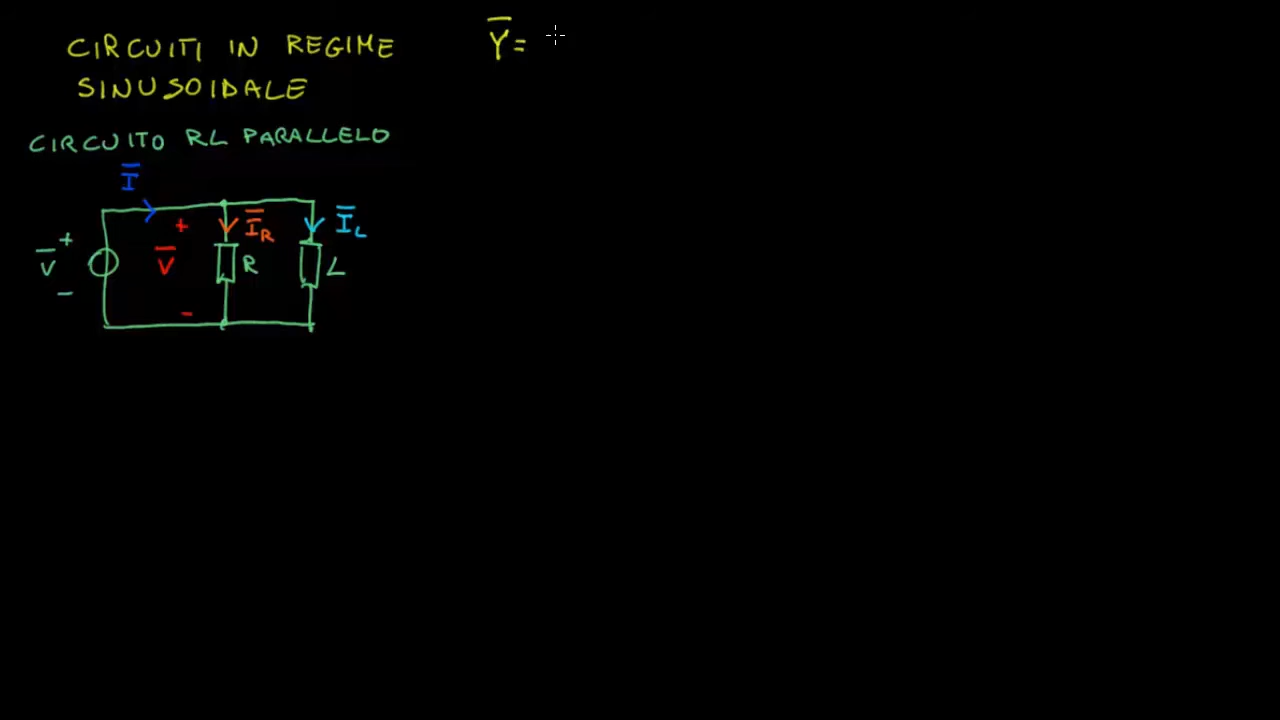 CIRCUITI IN REGIME
SINUSOIDALE
Y̅ =
CIRCUITO RL PARALLELO
I̅
+
I̅R
I̅L
+
V̅
V̅
R
L
-
-